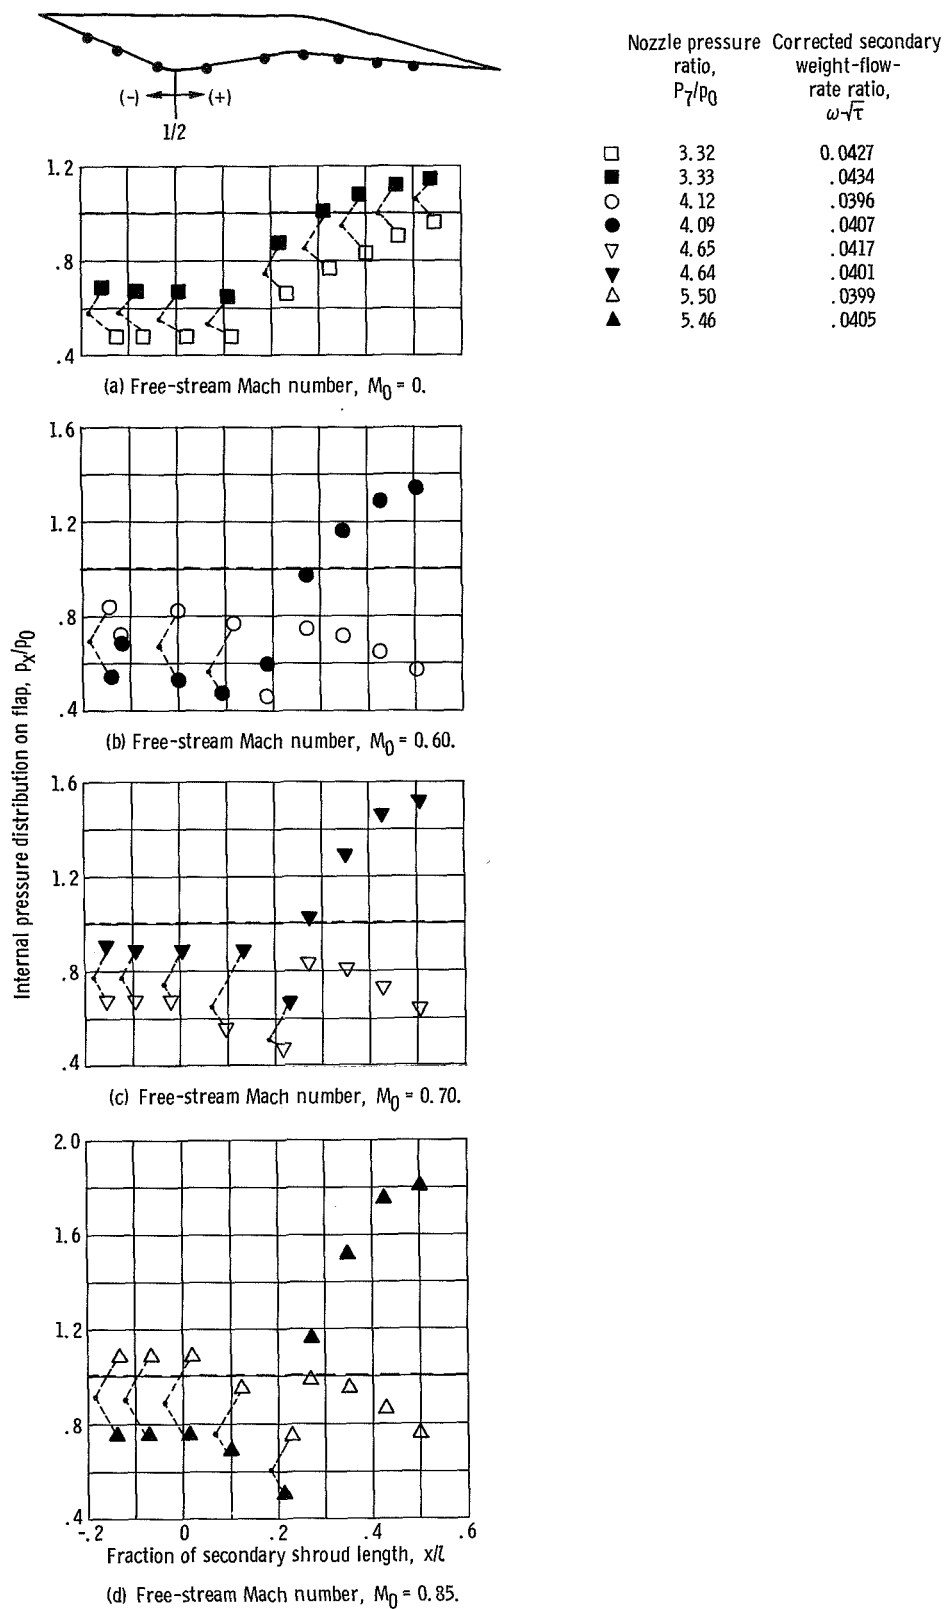 (-) (+)
1/2
Nozzle pressure ratio, P7/p0
Corrected secondary weight-flow-rate ratio, ω√τ
□ 3.32 0.0427
■ 3.33 .0434
○ 4.12 .0396
● 4.09 .0407
▽ 4.65 .0417
▼ 4.64 .0401
△ 5.50 .0399
▲ 5.46 .0405
Internal pressure distribution on flap, px/p0
1.2
.8
.4
(a) Free-stream Mach number, M0 = 0.
1.6
1.2
.8
.4
(b) Free-stream Mach number, M0 = 0.60.
1.6
1.2
.8
.4
(c) Free-stream Mach number, M0 = 0.70.
2.0
1.6
1.2
.8
.4
-.2 0 .2 .4 .6
Fraction of secondary shroud length, x/l
(d) Free-stream Mach number, M0 = 0.85.